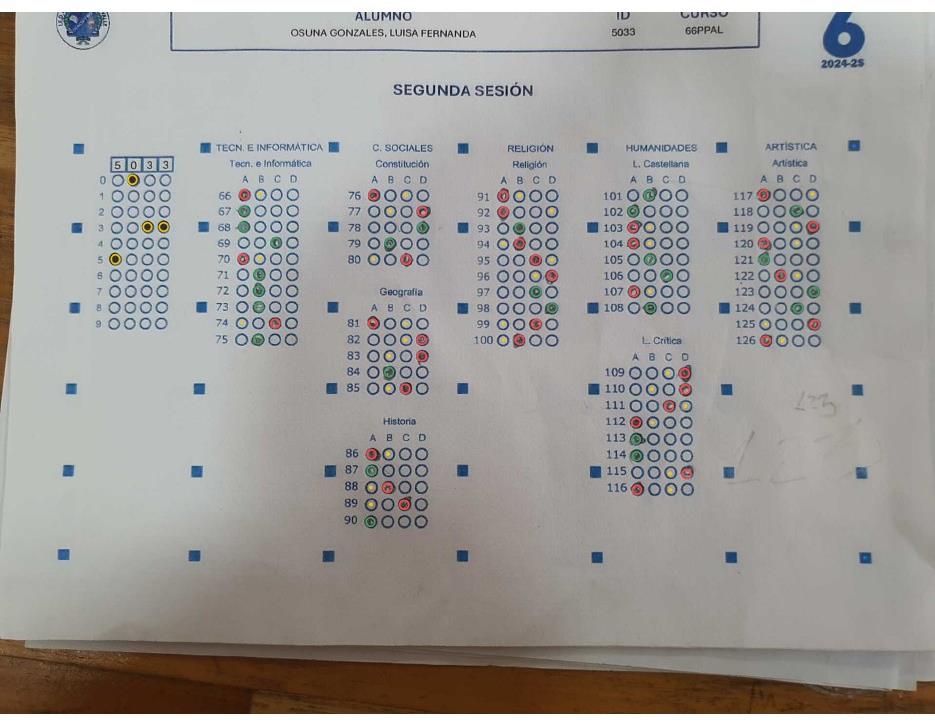 ALUMNO ID CURSO
OSUNA GONZALES, LUISA FERNANDA 5033 66PPAL
6
2024-2S
SEGUNDA SESIÓN
5 0 3 3
0
1
2
3
4
5
6
7
8
9
TECN. E INFORMÁTICA
Tecn. e Informática
A B C D
66
67
68
69
70
71
72
73
74
75
C. SOCIALES
Constitución
A B C D
76
77
78
79
80
Geografía
A B C D
81
82
83
84
85
Historia
A B C D
86
87
88
89
90
RELIGIÓN
Religión
A B C D
91
92
93
94
95
96
97
98
99
100
HUMANIDADES
L. Castellana
A B C D
101
102
103
104
105
106
107
108
L. Crítica
A B C D
109
110
111
112
113
114
115
116
ARTÍSTICA
Artística
A B C D
117
118
119
120
121
122
123
124
125
126